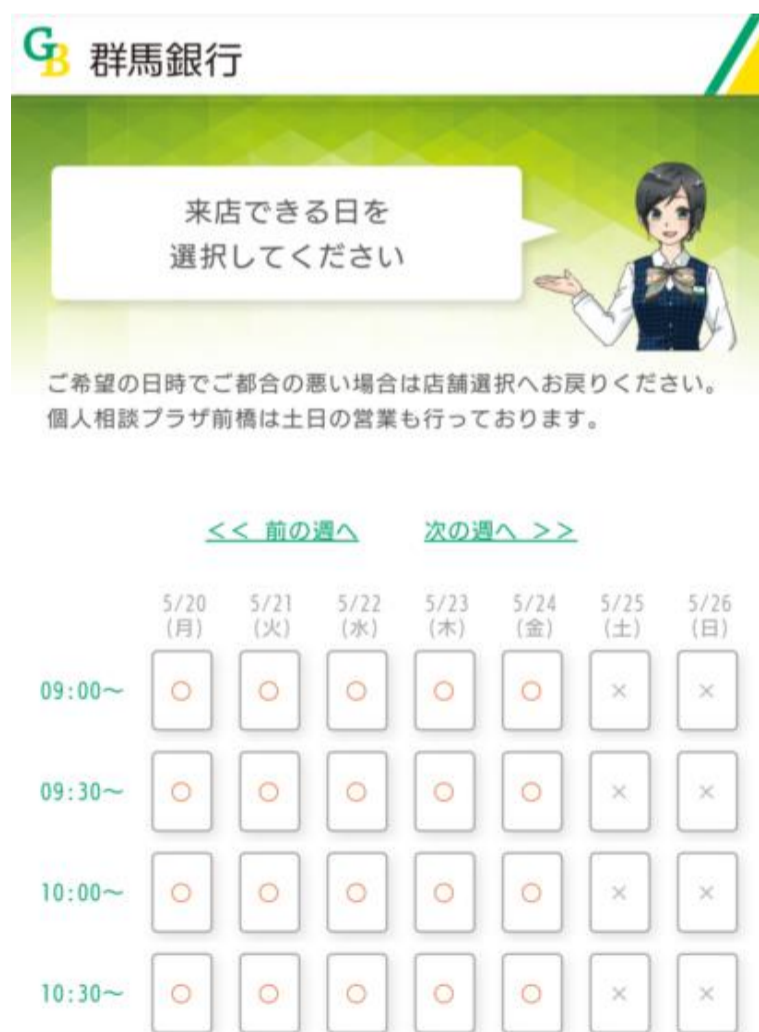 GB 群馬銀行
来店できる日を
選択してください
ご希望の日時でご都合の悪い場合は店舗選択へお戻りください。
個人相談プラザ前橋は土日の営業も行っております。
<< 前の週へ 次の週へ >>
5/20 5/21 5/22 5/23 5/24 5/25 5/26
(月) (火) (水) (木) (金) (土) (日)
09:00～ ○ ○ ○ ○ ○ × ×
09:30～ ○ ○ ○ ○ ○ × ×
10:00～ ○ ○ ○ ○ ○ × ×
10:30～ ○ ○ ○ ○ ○ × ×